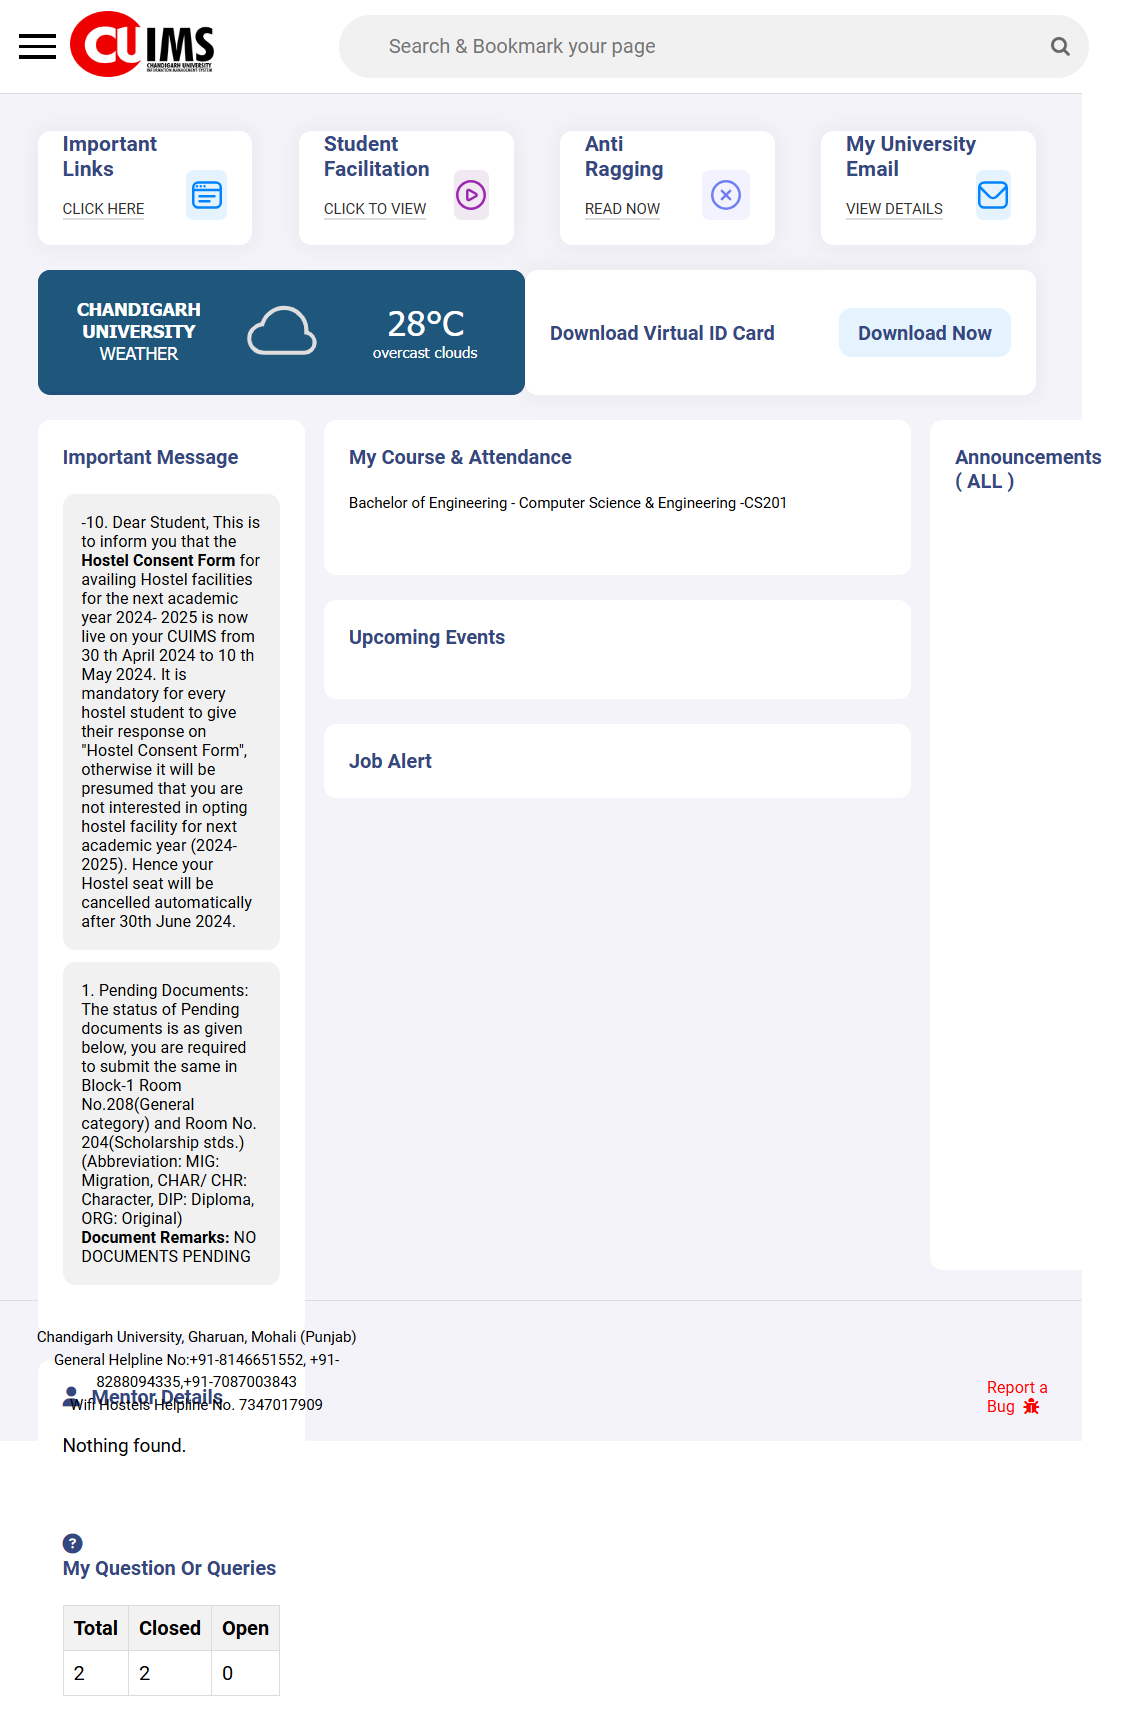 CUIMS
CHANDIGARH UNIVERSITY
INFORMATION MANAGEMENT SYSTEM
Search & Bookmark your page
Important
Links
CLICK HERE
Student
Facilitation
CLICK TO VIEW
Anti
Ragging
READ NOW
My University
Email
VIEW DETAILS
CHANDIGARH
UNIVERSITY
WEATHER
28°C
overcast clouds
Download Virtual ID Card
Download Now
Important Message
-10. Dear Student, This is
to inform you that the
Hostel Consent Form for
availing Hostel facilities
for the next academic
year 2024- 2025 is now
live on your CUIMS from
30 th April 2024 to 10 th
May 2024. It is
mandatory for every
hostel student to give
their response on
"Hostel Consent Form",
otherwise it will be
presumed that you are
not interested in opting
hostel facility for next
academic year (2024-
2025). Hence your
Hostel seat will be
cancelled automatically
after 30th June 2024.
1. Pending Documents:
The status of Pending
documents is as given
below, you are required
to submit the same in
Block-1 Room
No.208(General
category) and Room No.
204(Scholarship stds.)
(Abbreviation: MIG:
Migration, CHAR/ CHR:
Character, DIP: Diploma,
ORG: Original)
Document Remarks: NO
DOCUMENTS PENDING
My Course & Attendance
Bachelor of Engineering - Computer Science & Engineering -CS201
Upcoming Events
Job Alert
Announcements
( ALL )
Chandigarh University, Gharuan, Mohali (Punjab)
General Helpline No:+91-8146651552, +91-
8288094335,+91-7087003843
Wifi Hostels Helpline No. 7347017909
Report a
Bug
Mentor Details
Nothing found.
My Question Or Queries
Total Closed Open
2 2 0